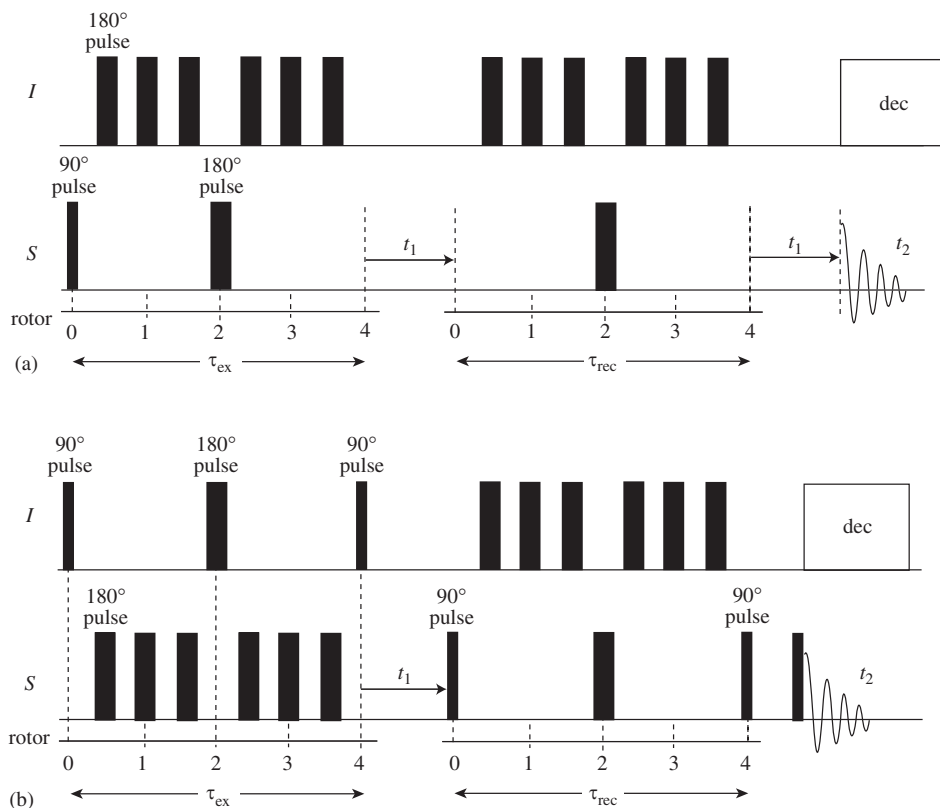 180°
pulse
I
dec
90°
pulse
180°
pulse
S
t1
t1
t2
rotor
0 1 2 3 4 0 1 2 3 4
(a)
τex
τrec
90°
pulse
180°
pulse
90°
pulse
I
dec
180°
pulse
90°
pulse
90°
pulse
S
t1
t2
rotor
0 1 2 3 4 0 1 2 3 4
(b)
τex
τrec